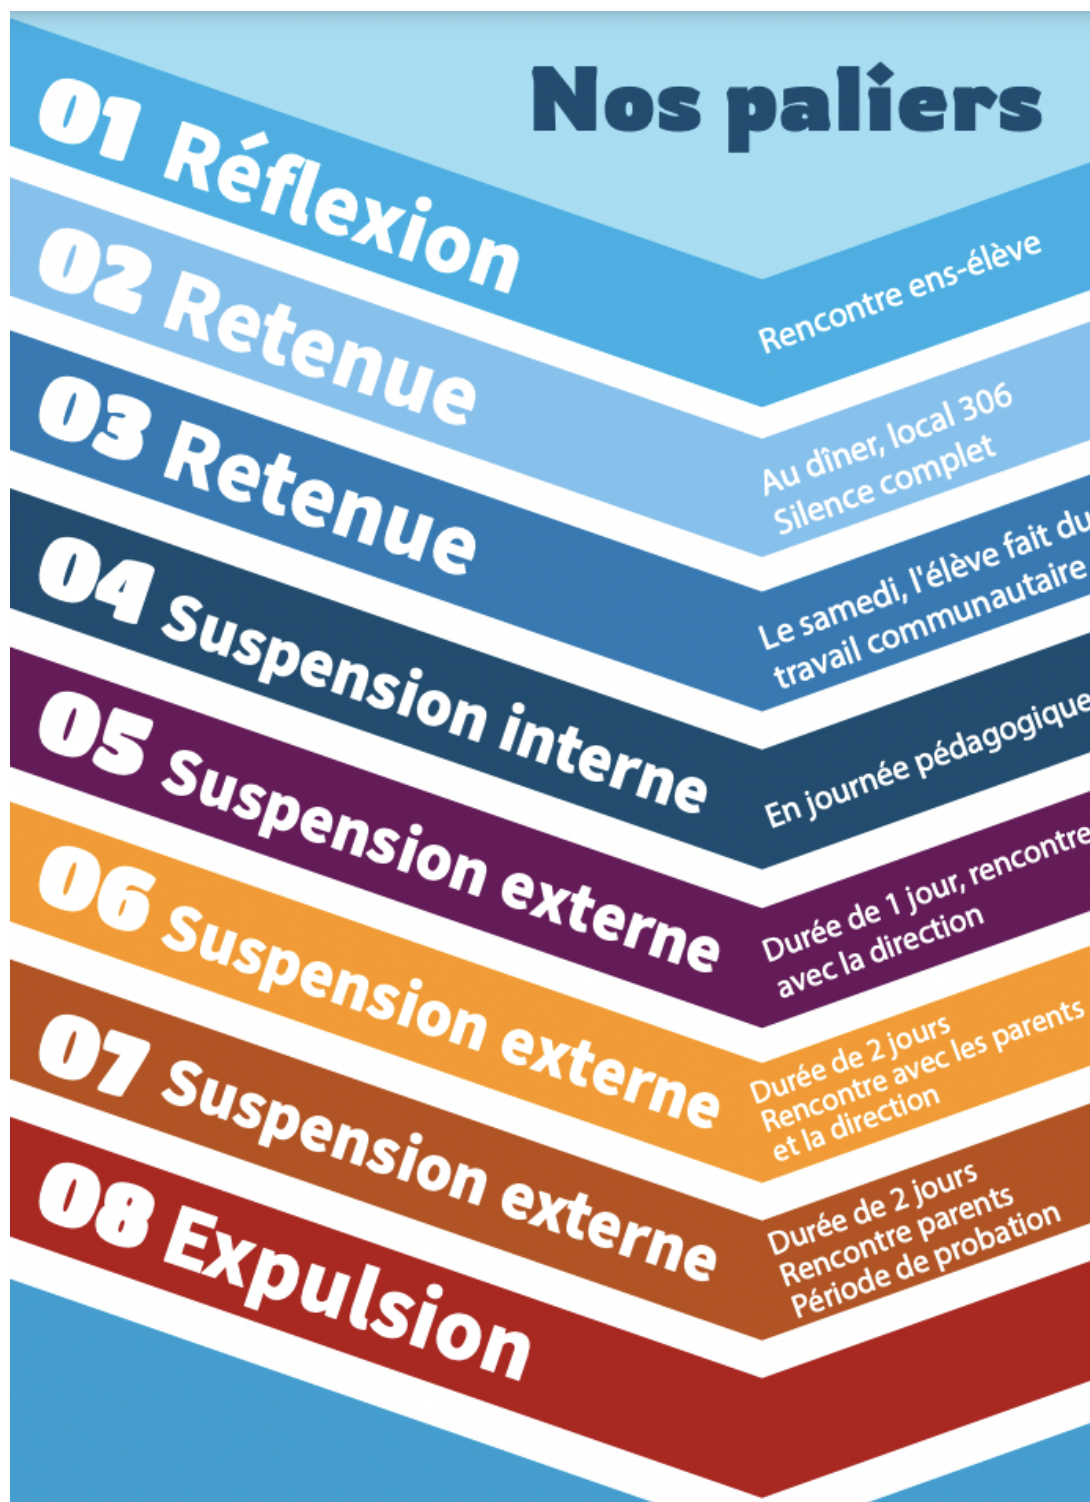 Nos paliers
01 Réflexion
Rencontre ens-élève
02 Retenue
Au dîner, local 306
Silence complet
03 Retenue
Le samedi, l'élève fait du
travail communautaire
04 Suspension interne
En journée pédagogique
05 Suspension externe
Durée de 1 jour, rencontre
avec la direction
06 Suspension externe
Durée de 2 jours
Rencontre avec les parents
et la direction
07 Suspension externe
Durée de 2 jours
Rencontre parents
Période de probation
08 Expulsion